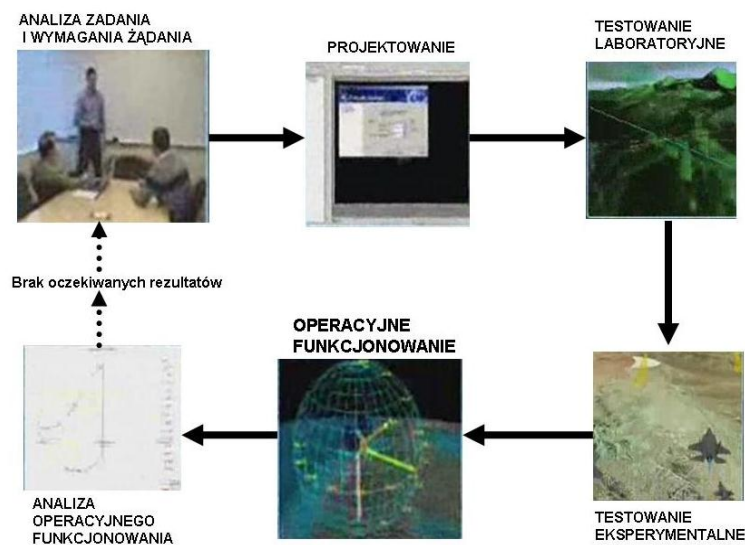 ANALIZA ZADANIA
I WYMAGANIA ŻĄDANIA
PROJEKTOWANIE
TESTOWANIE
LABORATORYJNE
Brak oczekiwanych rezultatów
OPERACYJNE
FUNKCJONOWANIE
ANALIZA
OPERACYJNEGO
FUNKCJONOWANIA
TESTOWANIE
EKSPERYMENTALNE